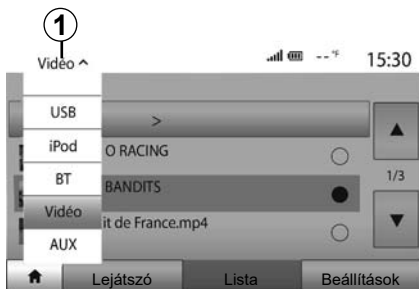 1
Vidéo ^
-- °F
15:30
USB
>
iPod
O RACING
BT
BANDITS
1/3
Vidéo
it de France.mp4
AUX
Lejátszó
Lista
Beállítások